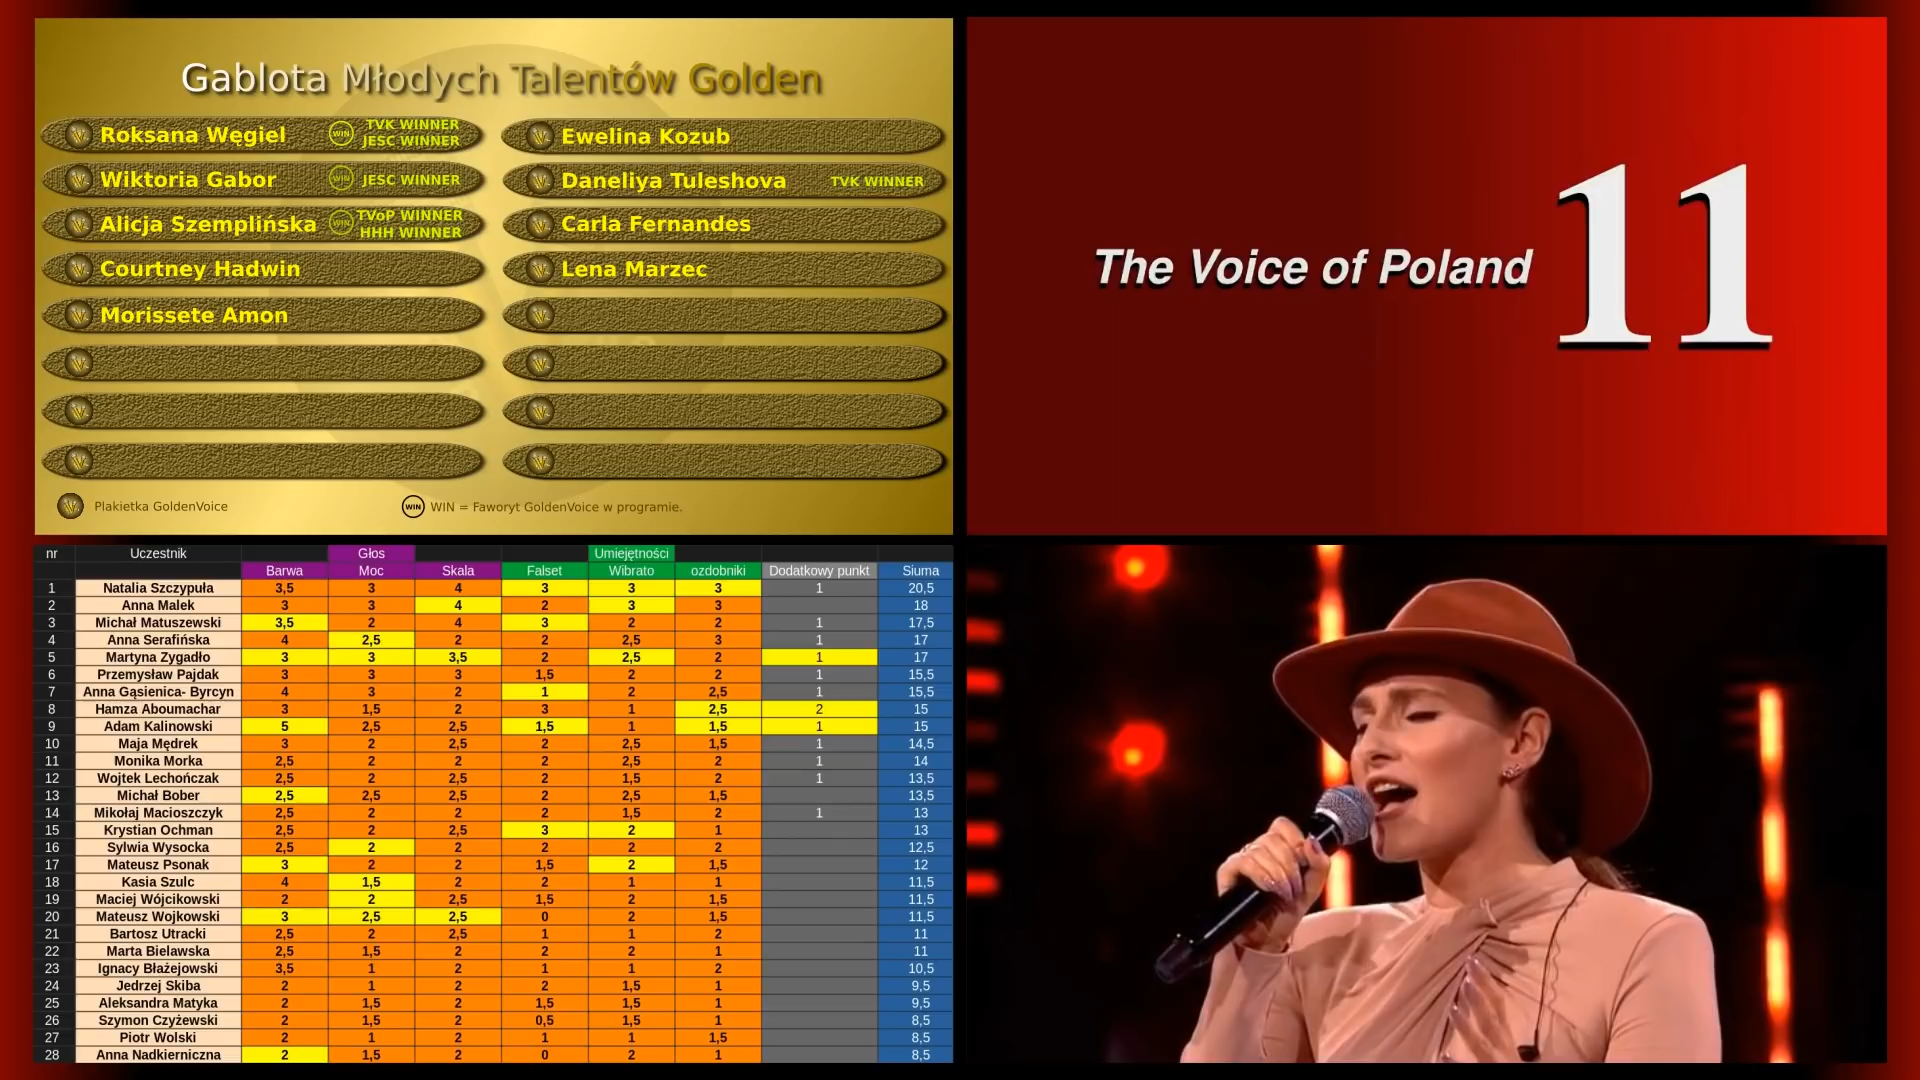 Gablota Młodych Talentów Golden
Roksana Węgiel WIN TVK WINNER
JESC WINNER
Wiktoria Gabor WIN JESC WINNER
Alicja Szemplińska WIN TVoP WINNER
HHH WINNER
Courtney Hadwin
Morissete Amon
Ewelina Kozub
Daneliya Tuleshova TVK WINNER
Carla Fernandes
Lena Marzec
Plakietka GoldenVoice
WIN WIN = Faworyt GoldenVoice w programie.
The Voice of Poland 11
nr Uczestnik Głos Umiejętności
Barwa Moc Skala Falset Wibrato ozdobniki Dodatkowy punkt Siuma
1 Natalia Szczypuła 3,5 3 4 3 3 3 1 20,5
2 Anna Malek 3 3 4 2 3 3 18
3 Michał Matuszewski 3,5 2 4 3 2 2 1 17,5
4 Anna Serafińska 4 2,5 2 2 2,5 3 1 17
5 Martyna Zygadło 3 3 3,5 2 2,5 2 1 17
6 Przemysław Pajdak 3 3 3 1,5 2 2 1 15,5
7 Anna Gąsienica- Byrcyn 4 3 2 1 2 2,5 1 15,5
8 Hamza Aboumachar 3 1,5 2 3 1 2,5 2 15
9 Adam Kalinowski 5 2,5 2,5 1,5 1 1,5 1 15
10 Maja Mędrek 3 2 2,5 2 2,5 1,5 1 14,5
11 Monika Morka 2,5 2 2,5 2 2,5 2 1 14
12 Wojtek Lechończak 2,5 2 2,5 2 1,5 2 1 13,5
13 Michał Bober 2,5 2,5 2,5 2 2,5 1,5 13,5
14 Mikołaj Macioszczyk 2,5 2 2 2 1,5 2 1 13
15 Krystian Ochman 2,5 2 2,5 3 2 1 13
16 Sylwia Wysocka 2,5 2 2 2 2 2 12,5
17 Mateusz Psonak 3 2 2 1,5 2 1,5 12
18 Kasia Szulc 4 1,5 2 2 1 1 11,5
19 Maciej Wójcikowski 2 2 2,5 1,5 2 1,5 11,5
20 Mateusz Wojkowski 3 2,5 2,5 0 2 1,5 11,5
21 Bartosz Utracki 2,5 2 2,5 1 1 2 11
22 Marta Bielawska 2,5 1,5 2 2 2 1 11
23 Ignacy Błażejowski 3,5 1 2 1 1 2 10,5
24 Jedrzej Skiba 2 1 2 2 1,5 1 9,5
25 Aleksandra Matyka 2 1,5 2 1,5 1,5 1 9,5
26 Szymon Czyżewski 2 1,5 2 0,5 1,5 1 8,5
27 Piotr Wolski 2 1 2 1 1 1,5 8,5
28 Anna Nadkierniczna 2 1,5 2 0 2 1 8,5